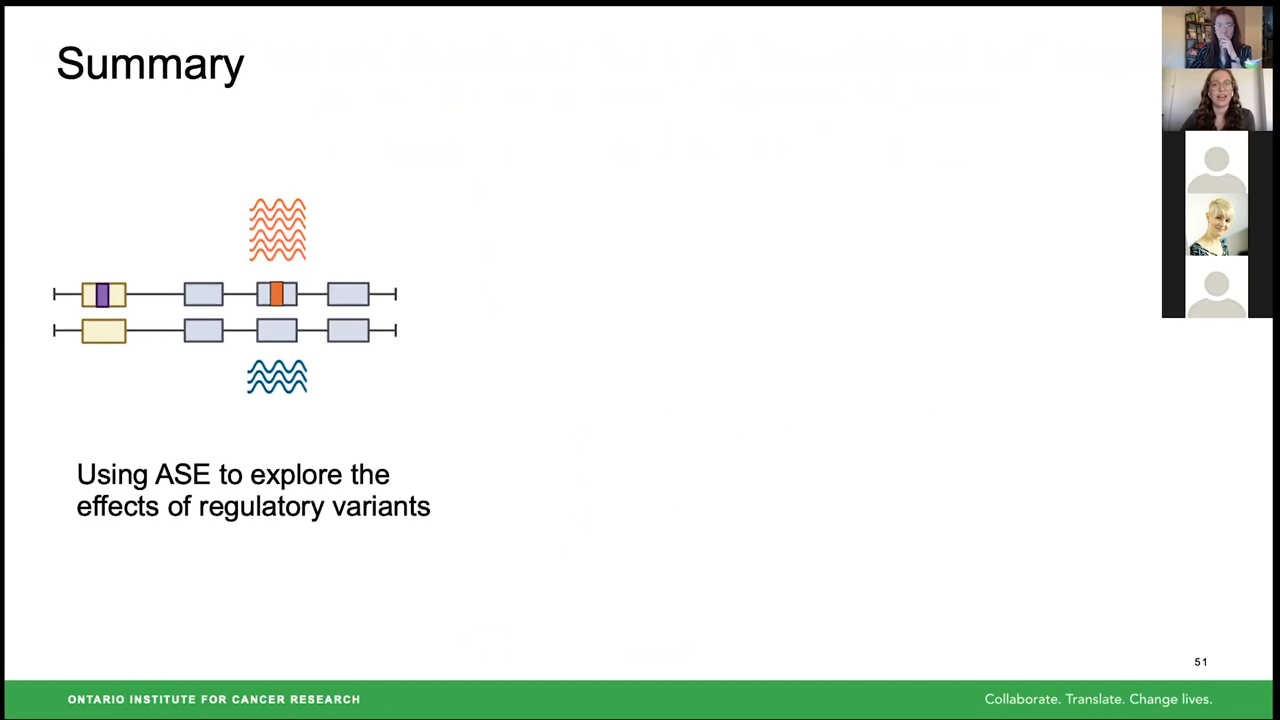 Summary
Using ASE to explore the
effects of regulatory variants
51
ONTARIO INSTITUTE FOR CANCER RESEARCH
Collaborate. Translate. Change lives.